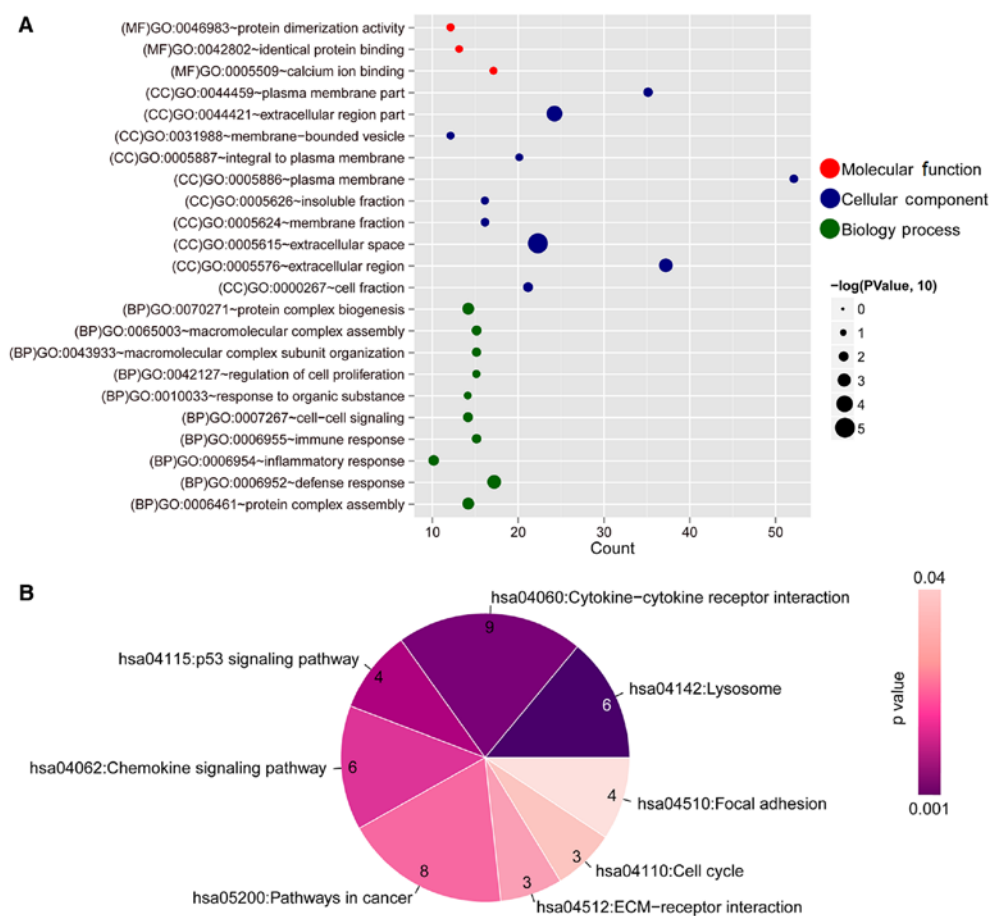 A
(MF)GO:0046983~protein dimerization activity
(MF)GO:0042802~identical protein binding
(MF)GO:0005509~calcium ion binding
(CC)GO:0044459~plasma membrane part
(CC)GO:0044421~extracellular region part
(CC)GO:0031988~membrane-bounded vesicle
(CC)GO:0005887~integral to plasma membrane
(CC)GO:0005886~plasma membrane
(CC)GO:0005626~insoluble fraction
(CC)GO:0005624~membrane fraction
(CC)GO:0005615~extracellular space
(CC)GO:0005576~extracellular region
(CC)GO:0000267~cell fraction
(BP)GO:0070271~protein complex biogenesis
(BP)GO:0065003~macromolecular complex assembly
(BP)GO:0043933~macromolecular complex subunit organization
(BP)GO:0042127~regulation of cell proliferation
(BP)GO:0010033~response to organic substance
(BP)GO:0007267~cell-cell signaling
(BP)GO:0006955~immune response
(BP)GO:0006954~inflammatory response
(BP)GO:0006952~defense response
(BP)GO:0006461~protein complex assembly
10 20 30 40 50
Count
Molecular function
Cellular component
Biology process
-log(PValue, 10)
0
1
2
3
4
5
B
hsa04060:Cytokine-cytokine receptor interaction
9
hsa04115:p53 signaling pathway
4
hsa04142:Lysosome
6
hsa04062:Chemokine signaling pathway
6
hsa04510:Focal adhesion
4
hsa04110:Cell cycle
3
hsa05200:Pathways in cancer
8
hsa04512:ECM-receptor interaction
3
0.04
p value
0.001